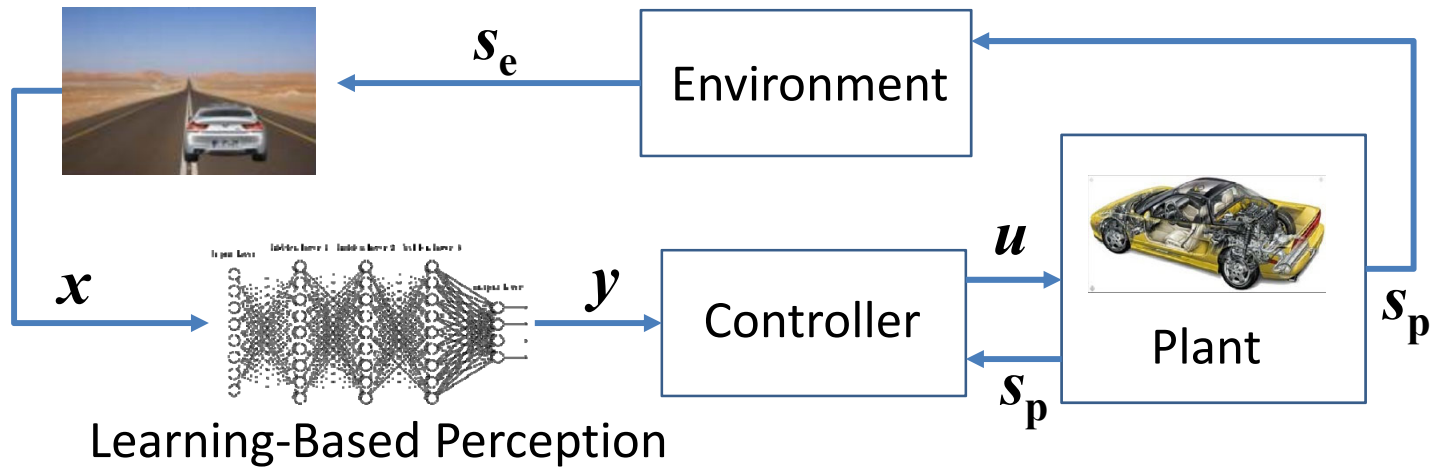 s_e
Environment
x
y
Controller
u
s_p
Plant
s_p
Learning-Based Perception